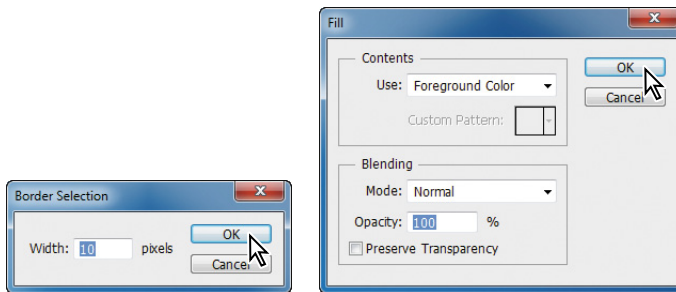 Border Selection
Width: 10 pixels
OK
Cancel
Fill
Contents
Use: Foreground Color
Custom Pattern:
OK
Cancel
Blending
Mode: Normal
Opacity: 100 %
Preserve Transparency